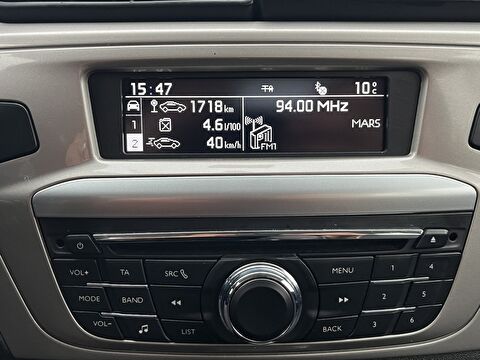 15:47 TA 10°C
1718 km 94.00 MHz
1 4.6 l/100 MARS
2 40 km/h FM1
VOL+ TA SRC MENU 1 4
MODE BAND 2 5
VOL- LIST BACK 3 6